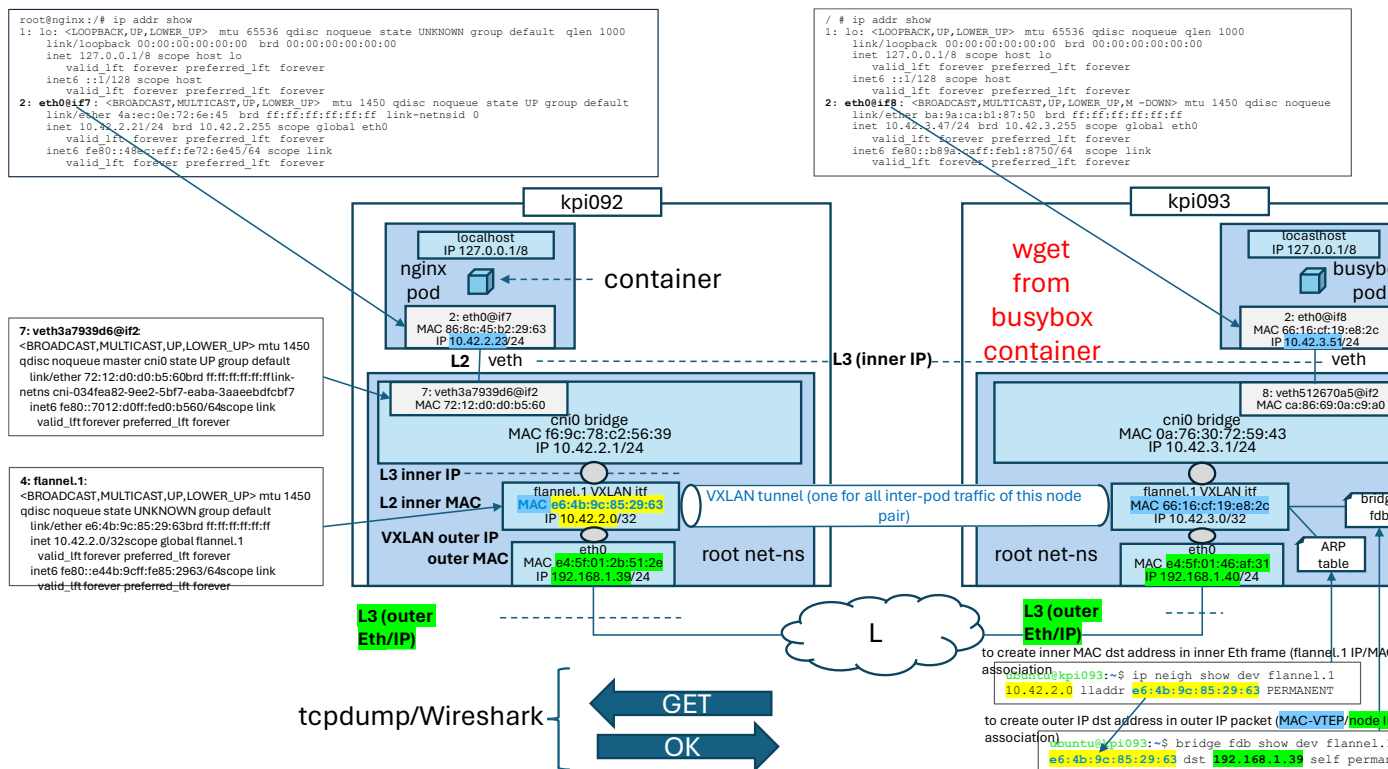 root@nginx:/# ip addr show
1: lo: <LOOPBACK,UP,LOWER_UP> mtu 65536 qdisc noqueue state UNKNOWN group default qlen 1000
link/loopback 00:00:00:00:00:00 brd 00:00:00:00:00:00
inet 127.0.0.1/8 scope host lo
valid_lft forever preferred_lft forever
inet6 ::1/128 scope host
valid_lft forever preferred_lft forever
2: eth0@if7: <BROADCAST,MULTICAST,UP,LOWER_UP> mtu 1450 qdisc noqueue state UP group default
link/ether 4a:ec:0e:72:6e:45 brd ff:ff:ff:ff:ff:ff link-netnsid 0
inet 10.42.2.21/24 brd 10.42.2.255 scope global eth0
valid_lft forever preferred_lft forever
inet6 fe80::48ec:eff:fe72:6e45/64 scope link
valid_lft forever preferred_lft forever
/ # ip addr show
1: lo: <LOOPBACK,UP,LOWER_UP> mtu 65536 qdisc noqueue qlen 1000
link/loopback 00:00:00:00:00:00 brd 00:00:00:00:00:00
inet 127.0.0.1/8 scope host lo
valid_lft forever preferred_lft forever
inet6 ::1/128 scope host
valid_lft forever preferred_lft forever
2: eth0@if8: <BROADCAST,MULTICAST,UP,LOWER_UP,M -DOWN> mtu 1450 qdisc noqueue
link/ether ba:9a:ca:b1:87:50 brd ff:ff:ff:ff:ff:ff
inet 10.42.3.47/24 brd 10.42.3.255 scope global eth0
valid_lft forever preferred_lft forever
inet6 fe80::b89a:caff:feb1:8750/64 scope link
valid_lft forever preferred_lft forever
kpi092
localhost
IP 127.0.0.1/8
nginx
pod
container
2: eth0@if7
MAC 86:8c:45:b2:29:63
IP 10.42.2.23/24
L2 veth
L3 (inner IP)
7: veth3a7939d6@if2
MAC 72:12:d0:d0:b5:60
cni0 bridge
MAC f6:9c:78:c2:56:39
IP 10.42.2.1/24
L3 inner IP
L2 inner MAC
flannel.1 VXLAN itf
MAC e6:4b:9c:85:29:63
IP 10.42.2.0/32
VXLAN outer IP
outer MAC
eth0
MAC e4:5f:01:2b:51:2e
IP 192.168.1.39/24
root net-ns
7: veth3a7939d6@if2:
<BROADCAST,MULTICAST,UP,LOWER_UP> mtu 1450
qdisc noqueue master cni0 state UP group default
link/ether 72:12:d0:d0:b5:60brd ff:ff:ff:ff:ff:fflink-
netns cni-034fea82-9ee2-5bf7-eaba-3aaeebdfcbf7
inet6 fe80::7012:d0ff:fed0:b560/64scope link
valid_lft forever preferred_lft forever
4: flannel.1:
<BROADCAST,MULTICAST,UP,LOWER_UP> mtu 1450
qdisc noqueue state UNKNOWN group default
link/ether e6:4b:9c:85:29:63brd ff:ff:ff:ff:ff:ff
inet 10.42.2.0/32scope global flannel.1
valid_lft forever preferred_lft forever
inet6 fe80::e44b:9cff:fe85:2963/64scope link
valid_lft forever preferred_lft forever
VXLAN tunnel (one for all inter-pod traffic of this node
pair)
kpi093
wget
from
busybox
container
locaslhost
IP 127.0.0.1/8
busybo
pod
2: eth0@if8
MAC 66:16:cf:19:e8:2c
IP 10.42.3.51/24
veth
8: veth512670a5@if2
MAC ca:86:69:0a:c9:a0
cni0 bridge
MAC 0a:76:30:72:59:43
IP 10.42.3.1/24
flannel.1 VXLAN itf
MAC 66:16:cf:19:e8:2c
IP 10.42.3.0/32
bridg
fdb
ARP
table
root net-ns
eth0
MAC e4:5f:01:46:af:31
IP 192.168.1.40/24
L3 (outer
Eth/IP)
L
L3 (outer
Eth/IP)
to create inner MAC dst address in inner Eth frame (flannel.1 IP/MAC
association
ubuntu@kpi093:~$ ip neigh show dev flannel.1
10.42.2.0 lladdr e6:4b:9c:85:29:63 PERMANENT
to create outer IP dst address in outer IP packet (MAC-VTEP/node I
association)
ubuntu@kpi093:~$ bridge fdb show dev flannel.
e6:4b:9c:85:29:63 dst 192.168.1.39 self perma
tcpdump/Wireshark
GET
OK